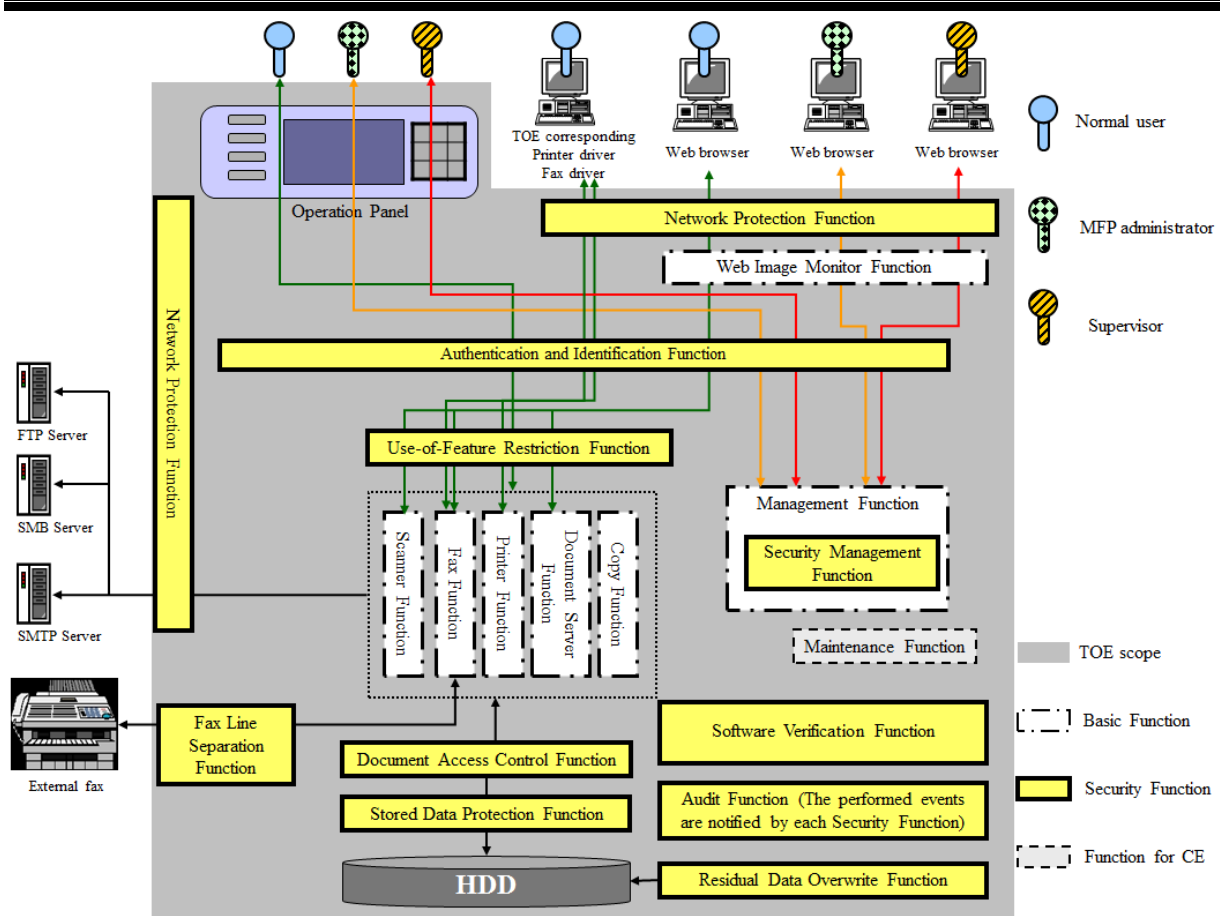 TOE corresponding
Printer driver
Fax driver
Web browser
Web browser
Web browser
Normal user
MFP administrator
Supervisor
Operation Panel
Network Protection Function
Web Image Monitor Function
Network Protection Function
Authentication and Identification Function
FTP Server
SMB Server
SMTP Server
Use-of-Feature Restriction Function
Scanner Function
Fax Function
Printer Function
Document Server
Function
Copy Function
Management Function
Security Management
Function
Maintenance Function
External fax
Fax Line
Separation
Function
Document Access Control Function
Stored Data Protection Function
HDD
Software Verification Function
Audit Function (The performed events
are notified by each Security Function)
Residual Data Overwrite Function
TOE scope
Basic Function
Security Function
Function for CE